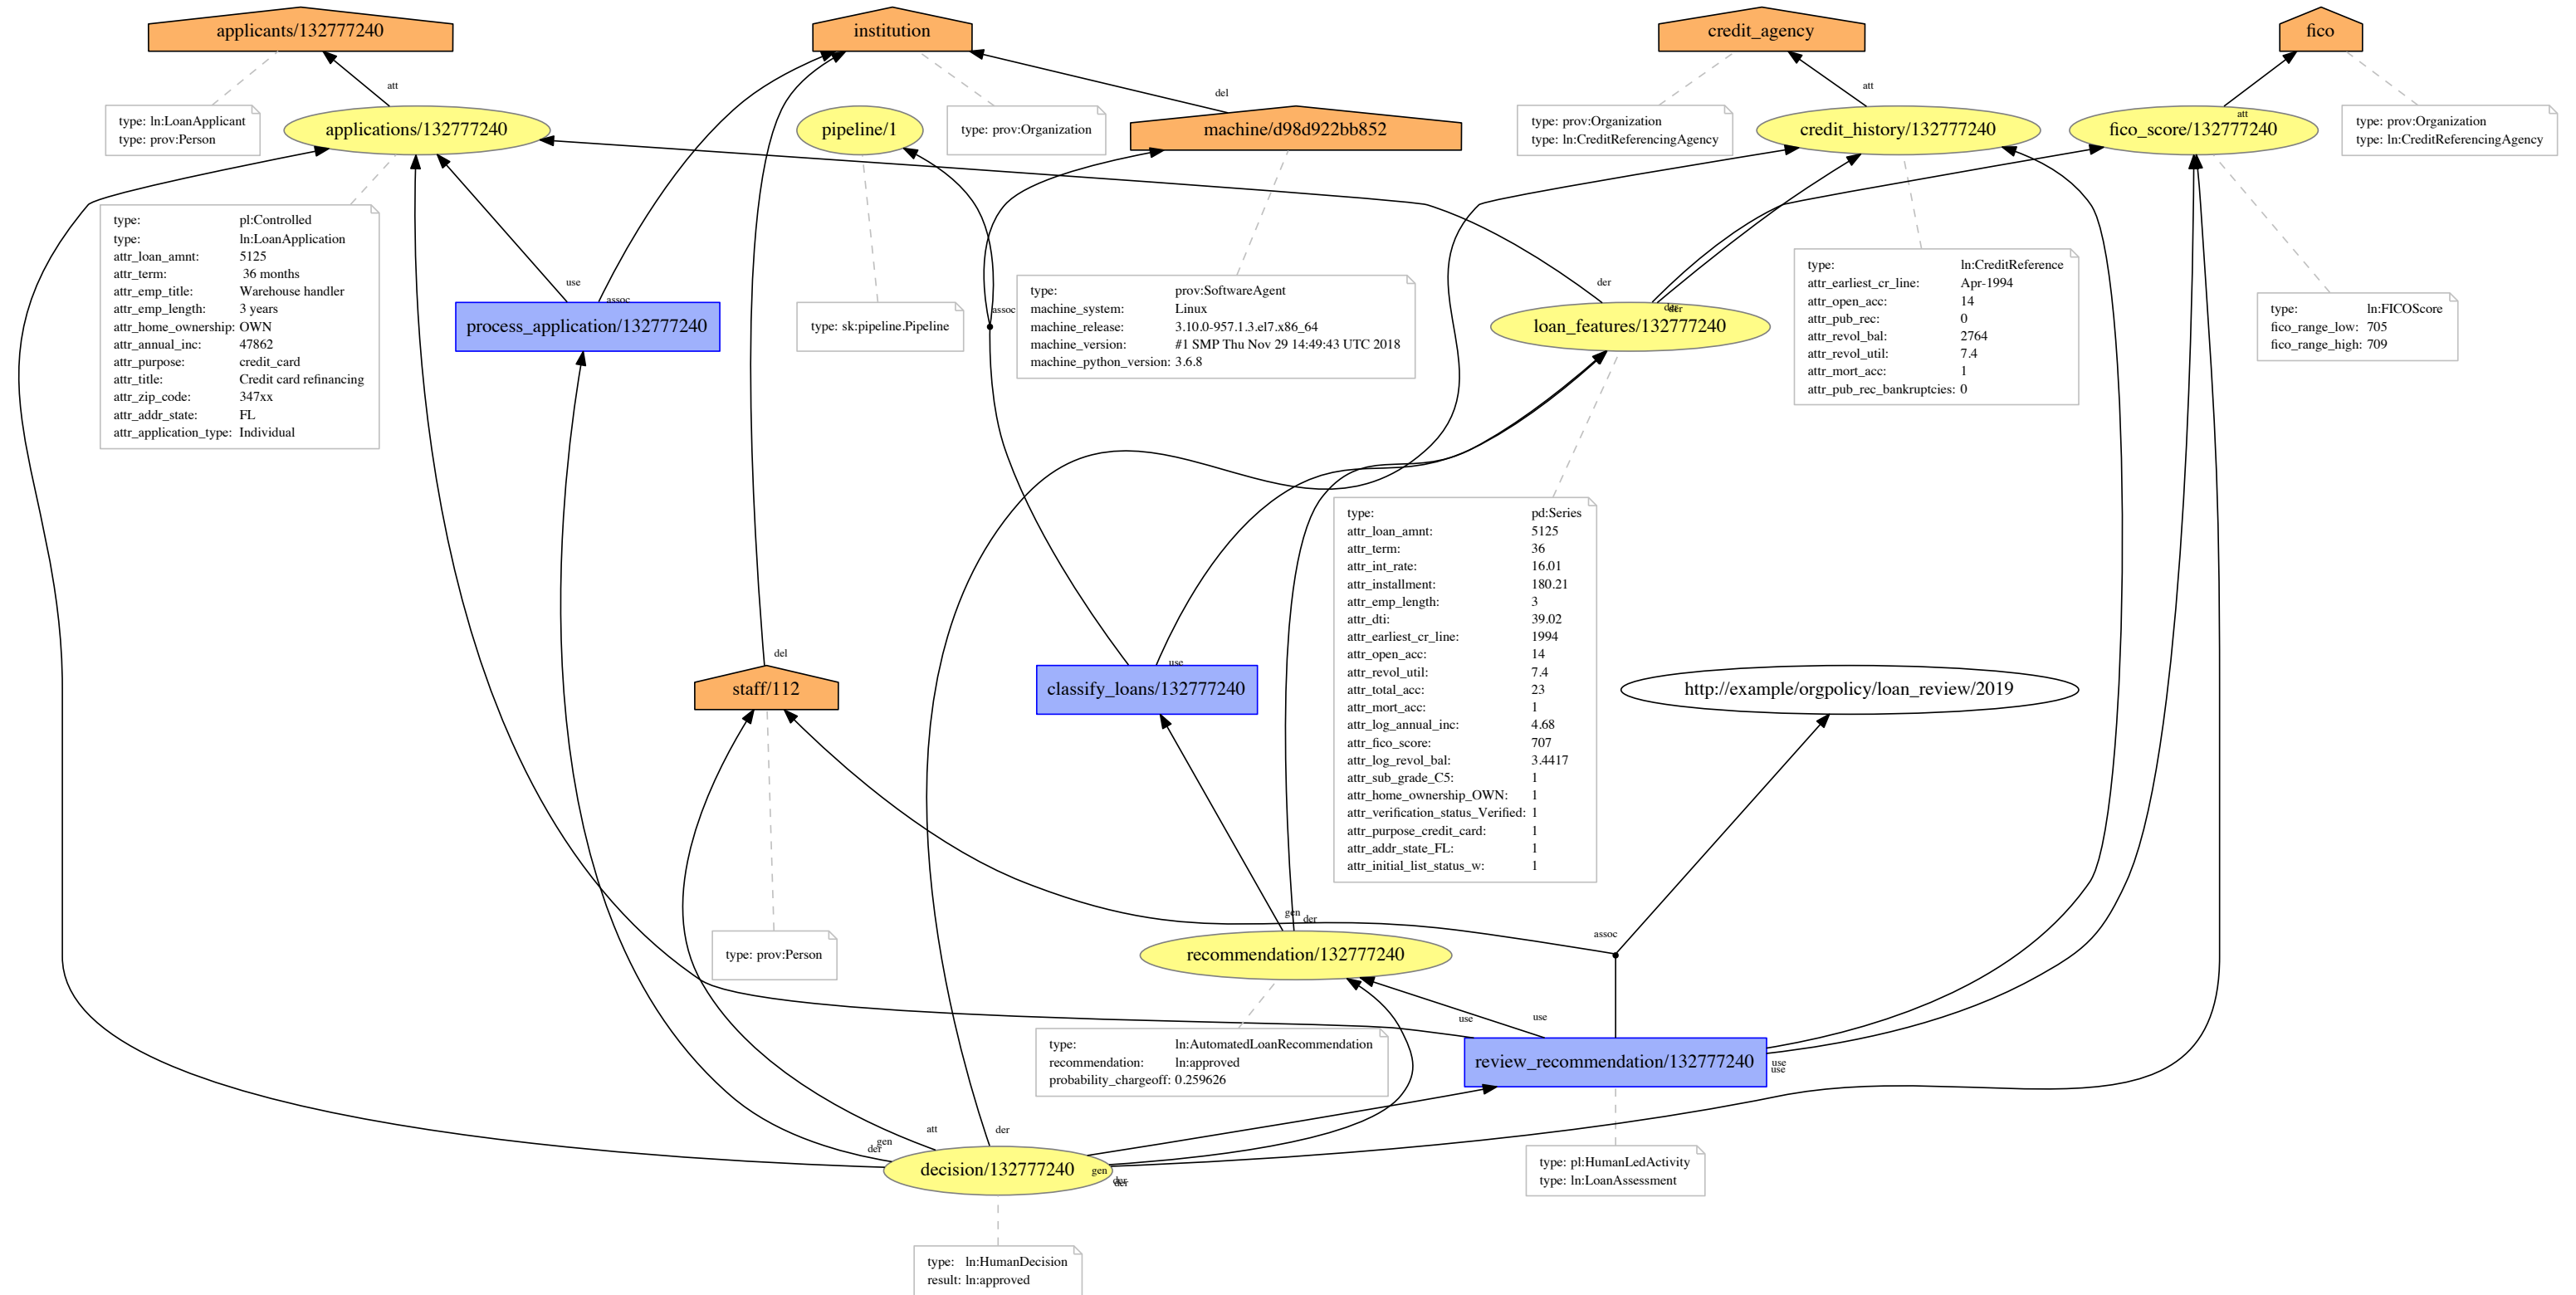 applicants/132777240
institution
credit_agency
fico
att
del
att
att
type: ln:LoanApplicant
type: prov:Person
applications/132777240
pipeline/1
type: prov:Organization
machine/d98d922bb852
type: prov:Organization
type: ln:CreditReferencingAgency
credit_history/132777240
fico_score/132777240
type: prov:Organization
type: ln:CreditReferencingAgency
type: pl:Controlled
type: ln:LoanApplication
attr_loan_amnt: 5125
attr_term: 36 months
attr_emp_title: Warehouse handler
attr_emp_length: 3 years
attr_home_ownership: OWN
attr_annual_inc: 47862
attr_purpose: credit_card
attr_title: Credit card refinancing
attr_zip_code: 347xx
attr_addr_state: FL
attr_application_type: Individual
use
assoc
process_application/132777240
type: sk:pipeline.Pipeline
assoc
type: prov:SoftwareAgent
machine_system: Linux
machine_release: 3.10.0-957.1.3.el7.x86_64
machine_version: #1 SMP Thu Nov 29 14:49:43 UTC 2018
machine_python_version: 3.6.8
der
der
der
loan_features/132777240
type: ln:CreditReference
attr_earliest_cr_line: Apr-1994
attr_open_acc: 14
attr_pub_rec: 0
attr_revol_bal: 2764
attr_revol_util: 7.4
attr_mort_acc: 1
attr_pub_rec_bankruptcies: 0
type: ln:FICOScore
fico_range_low: 705
fico_range_high: 709
type: pd:Series
attr_loan_amnt: 5125
attr_term: 36
attr_int_rate: 16.01
attr_installment: 180.21
attr_emp_length: 3
attr_dti: 39.02
attr_earliest_cr_line: 1994
attr_open_acc: 14
attr_revol_util: 7.4
attr_total_acc: 23
attr_mort_acc: 1
attr_log_annual_inc: 4.68
attr_fico_score: 707
attr_log_revol_bal: 3.4417
attr_sub_grade_C5: 1
attr_home_ownership_OWN: 1
attr_verification_status_Verified: 1
attr_purpose_credit_card: 1
attr_addr_state_FL: 1
attr_initial_list_status_w: 1
del
staff/112
use
classify_loans/132777240
http://example/orgpolicy/loan_review/2019
type: prov:Person
gen
der
recommendation/132777240
assoc
type: ln:AutomatedLoanRecommendation
recommendation: ln:approved
probability_chargeoff: 0.259626
use
use
review_recommendation/132777240
use
use
att
der
gen
der
decision/132777240
gen
der
der
type: pl:HumanLedActivity
type: ln:LoanAssessment
type: ln:HumanDecision
result: ln:approved